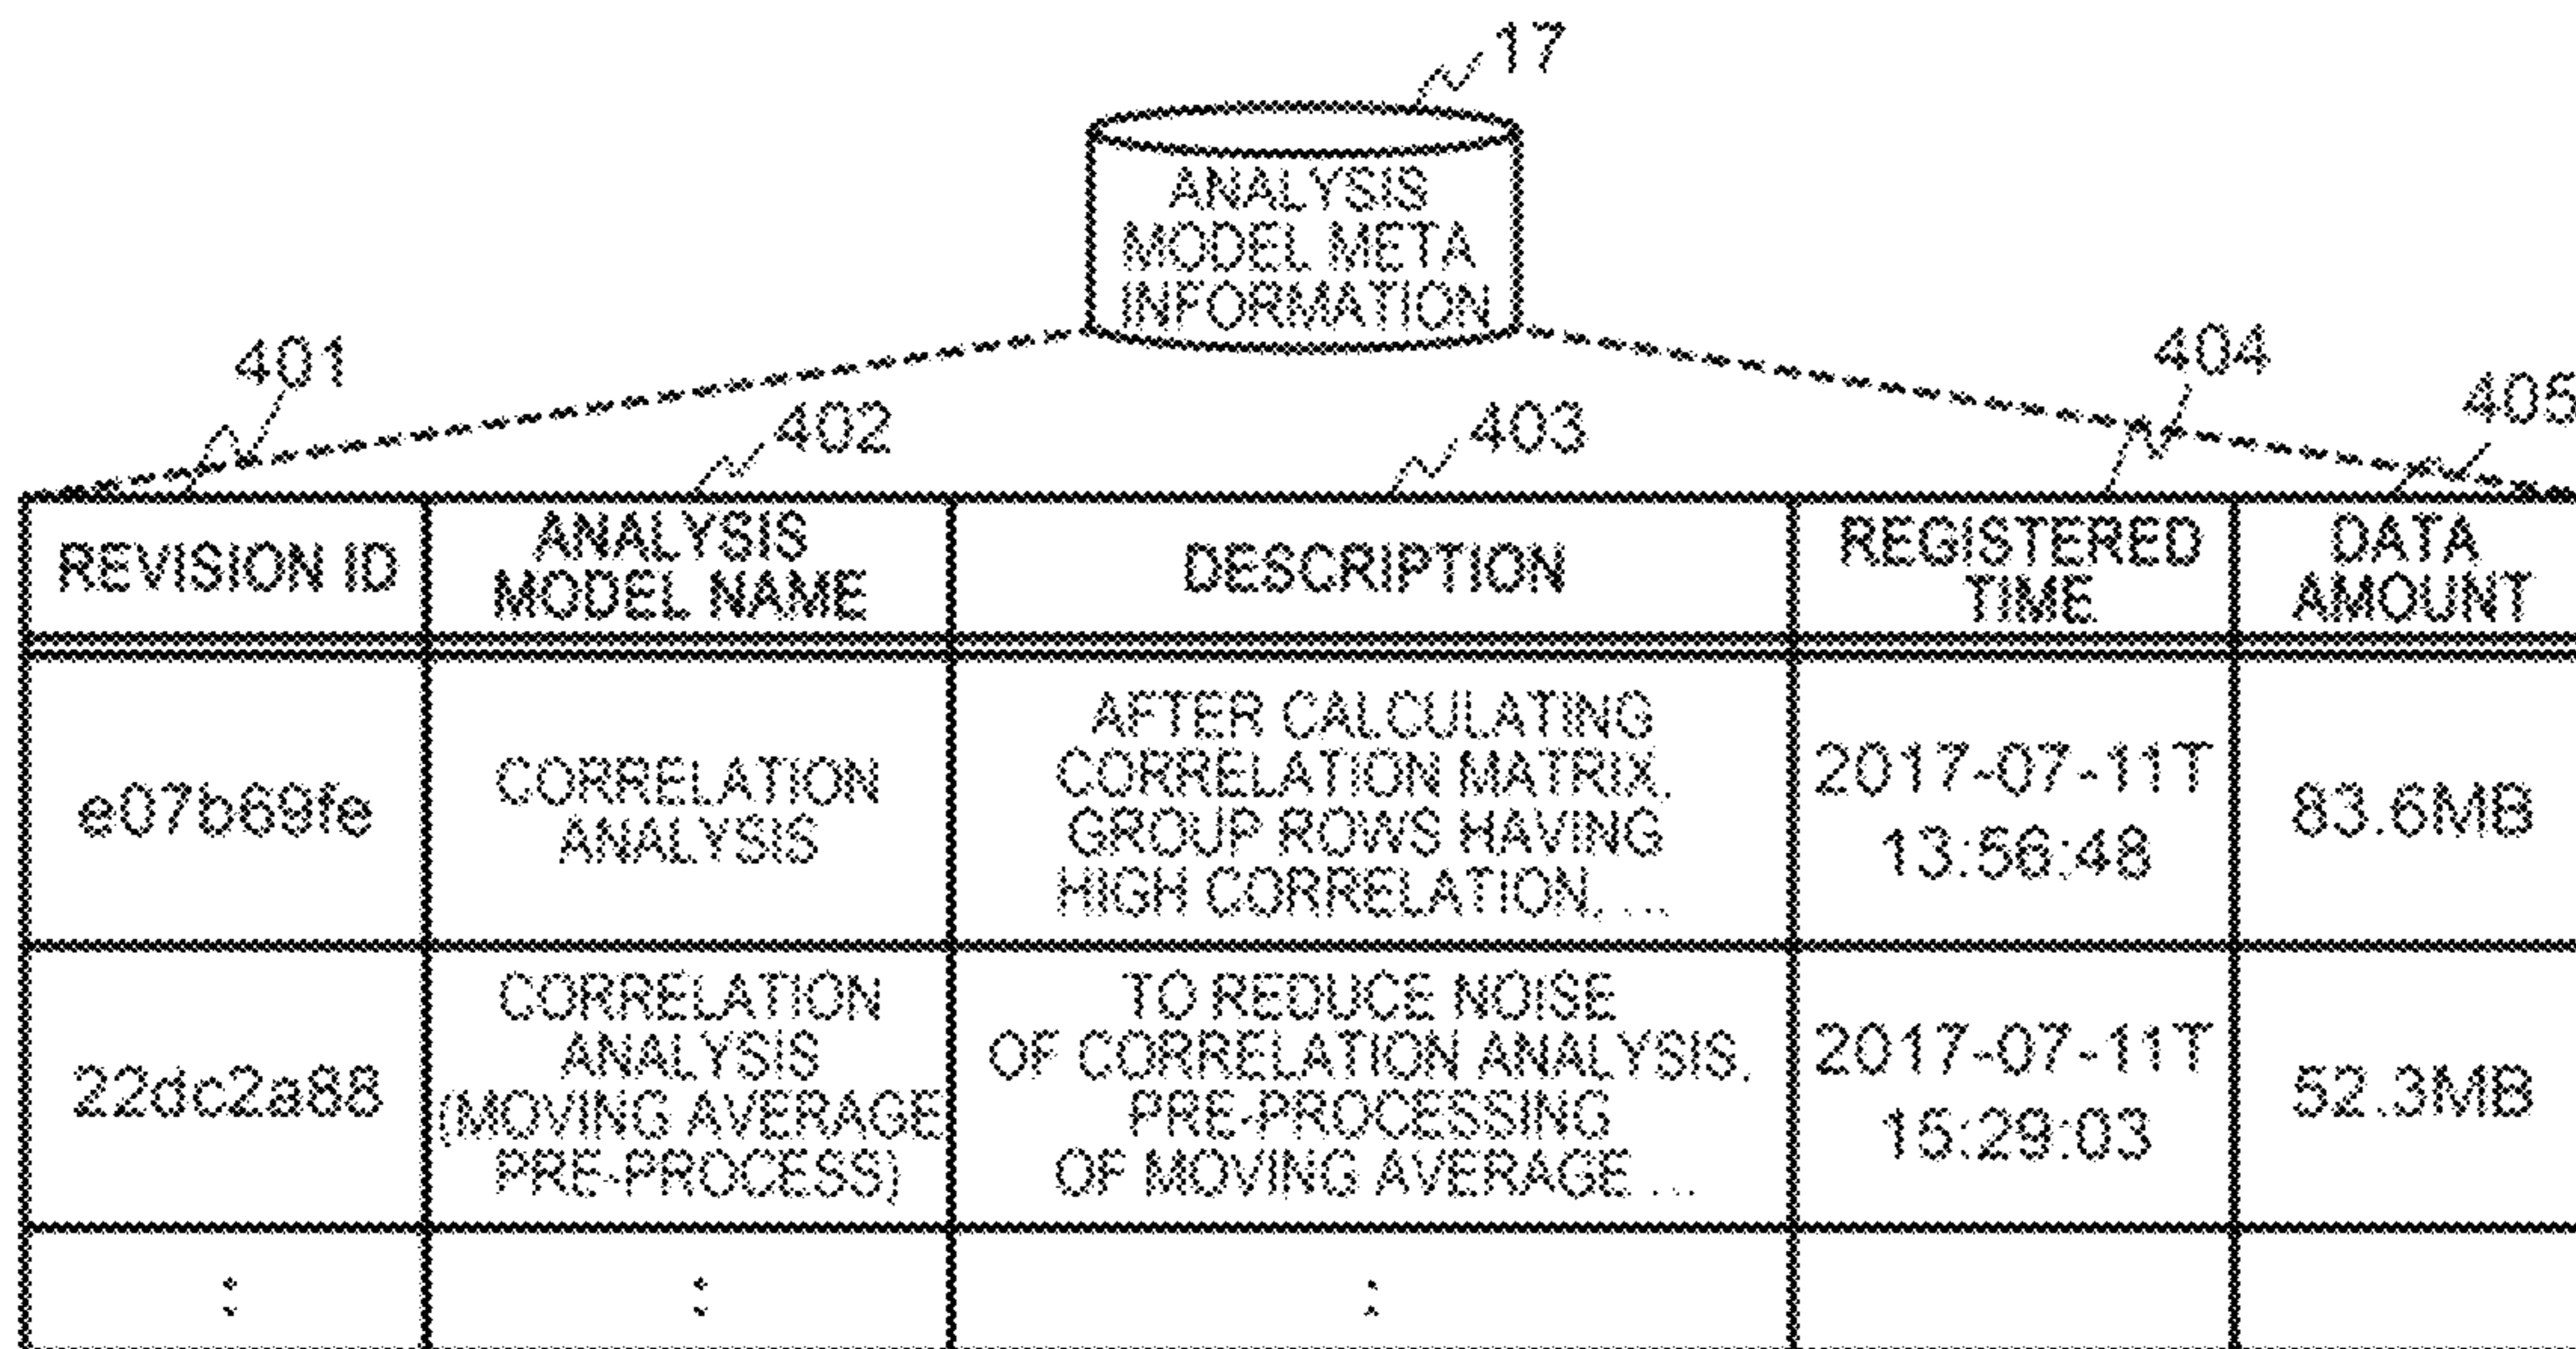 17
ANALYSIS
MODEL META
INFORMATION
401
402
403
404
405
REVISION ID
ANALYSIS
MODEL NAME
DESCRIPTION
REGISTERED
TIME
DATA
AMOUNT
e07b69fe
CORRELATION
ANALYSIS
AFTER CALCULATING
CORRELATION MATRIX,
GROUP ROWS HAVING
HIGH CORRELATION, ...
2017-07-11T
13:56:48
83.6MB
22dc2a88
CORRELATION
ANALYSIS
(MOVING AVERAGE
PRE-PROCESS)
TO REDUCE NOISE
OF CORRELATION ANALYSIS,
PRE-PROCESSING
OF MOVING AVERAGE ...
2017-07-11T
15:29:03
52.3MB
:
:
: